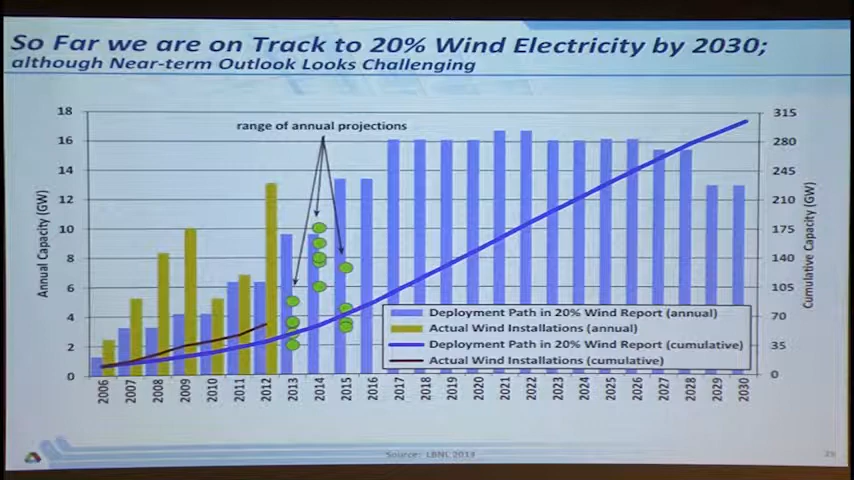 So Far we are on Track to 20% Wind Electricity by 2030;
although Near-term Outlook Looks Challenging
18
16
14
12
10
8
6
4
2
0
Annual Capacity (GW)
range of annual projections
315
280
245
210
175
140
105
70
35
0
Cumulative Capacity (GW)
Deployment Path in 20% Wind Report (annual)
Actual Wind Installations (annual)
Deployment Path in 20% Wind Report (cumulative)
Actual Wind Installations (cumulative)
2006 2007 2008 2009 2010 2011 2012 2013 2014 2015 2016 2017 2018 2019 2020 2021 2022 2023 2024 2025 2026 2027 2028 2029 2030
Source: LBNL 2013